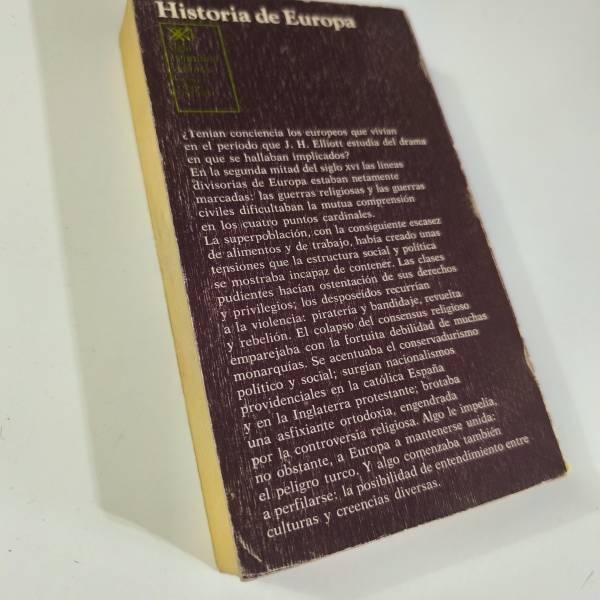 Historia de Europa
¿Tenían conciencia los europeos que vivían
en el período que J. H. Elliott estudia del drama
en que se hallaban implicados?
En la segunda mitad del siglo XVI las líneas
divisorias de Europa estaban netamente
marcadas: las guerras religiosas y las guerras
civiles dificultaban la mutua comprensión
en los cuatro puntos cardinales.
La superpoblación, con la consiguiente escasez
de alimentos y de trabajo, había creado unas
tensiones que la estructura social y política
se mostraba incapaz de contener. Las clases
pudientes hacían ostentación de sus derechos
y privilegios; los desposeídos recurrían
a la violencia: piratería y bandidaje, revuelta
y rebelión. El colapso del consensus religioso
emparejaba con la fortuita debilidad de muchas
monarquías. Se acentuaba el conservadurismo
político y social; surgían nacionalismos
providenciales en la católica España
y en la Inglaterra protestante; brotaba
una asfixiante ortodoxia, engendrada
por la controversia religiosa. Algo le impelía,
no obstante, a Europa a mantenerse unida:
el peligro turco. Y algo comenzaba también
a perfilarse: la posibilidad de entendimiento entre
culturas y creencias diversas.